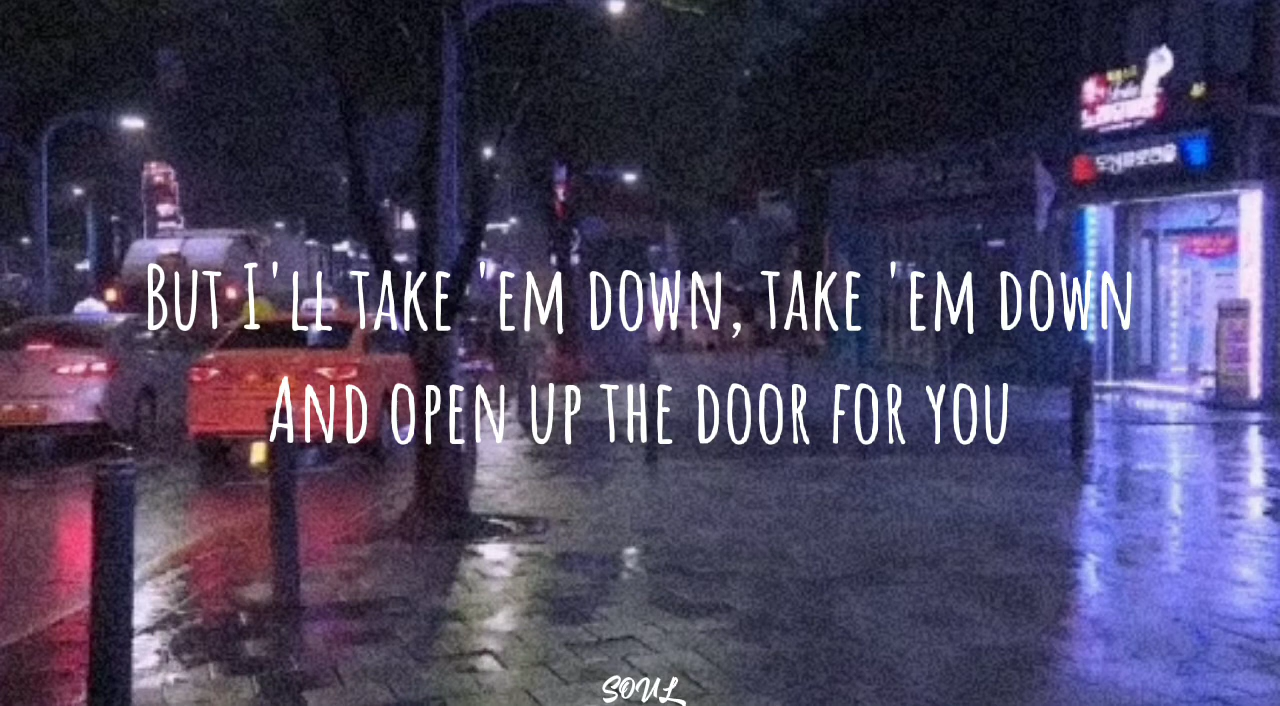 But I'll take 'em down, take 'em down
And open up the door for you
SOUL